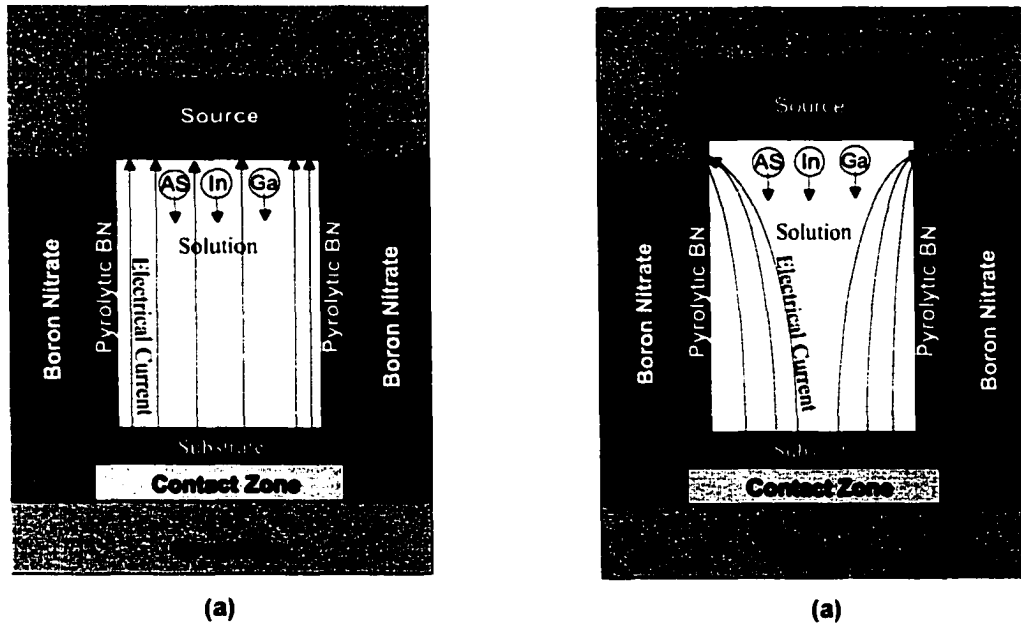 Source
AS In Ga
Solution
Electrical Current
Pyrolytic BN
Pyrolytic BN
Boron Nitrate
Boron Nitrate
Substrate
Contact Zone
(a)
Source
AS In Ga
Solution
Electrical Current
Pyrolytic BN
Pyrolytic BN
Boron Nitrate
Boron Nitrate
Contact Zone
(a)